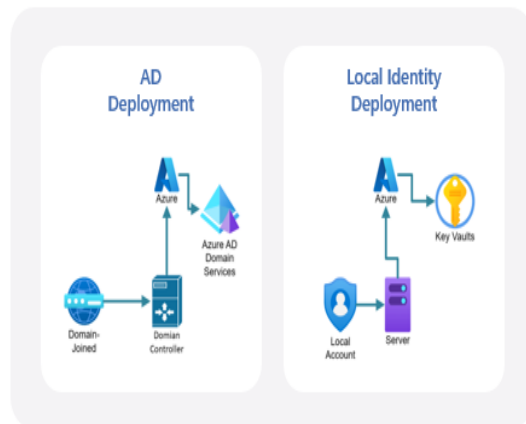 AD
Deployment
Azure
Azure AD
Domain
Services
Domain-
Joined
Domian
Controller
Local Identity
Deployment
Azure
Key Vaults
Local
Account
Server